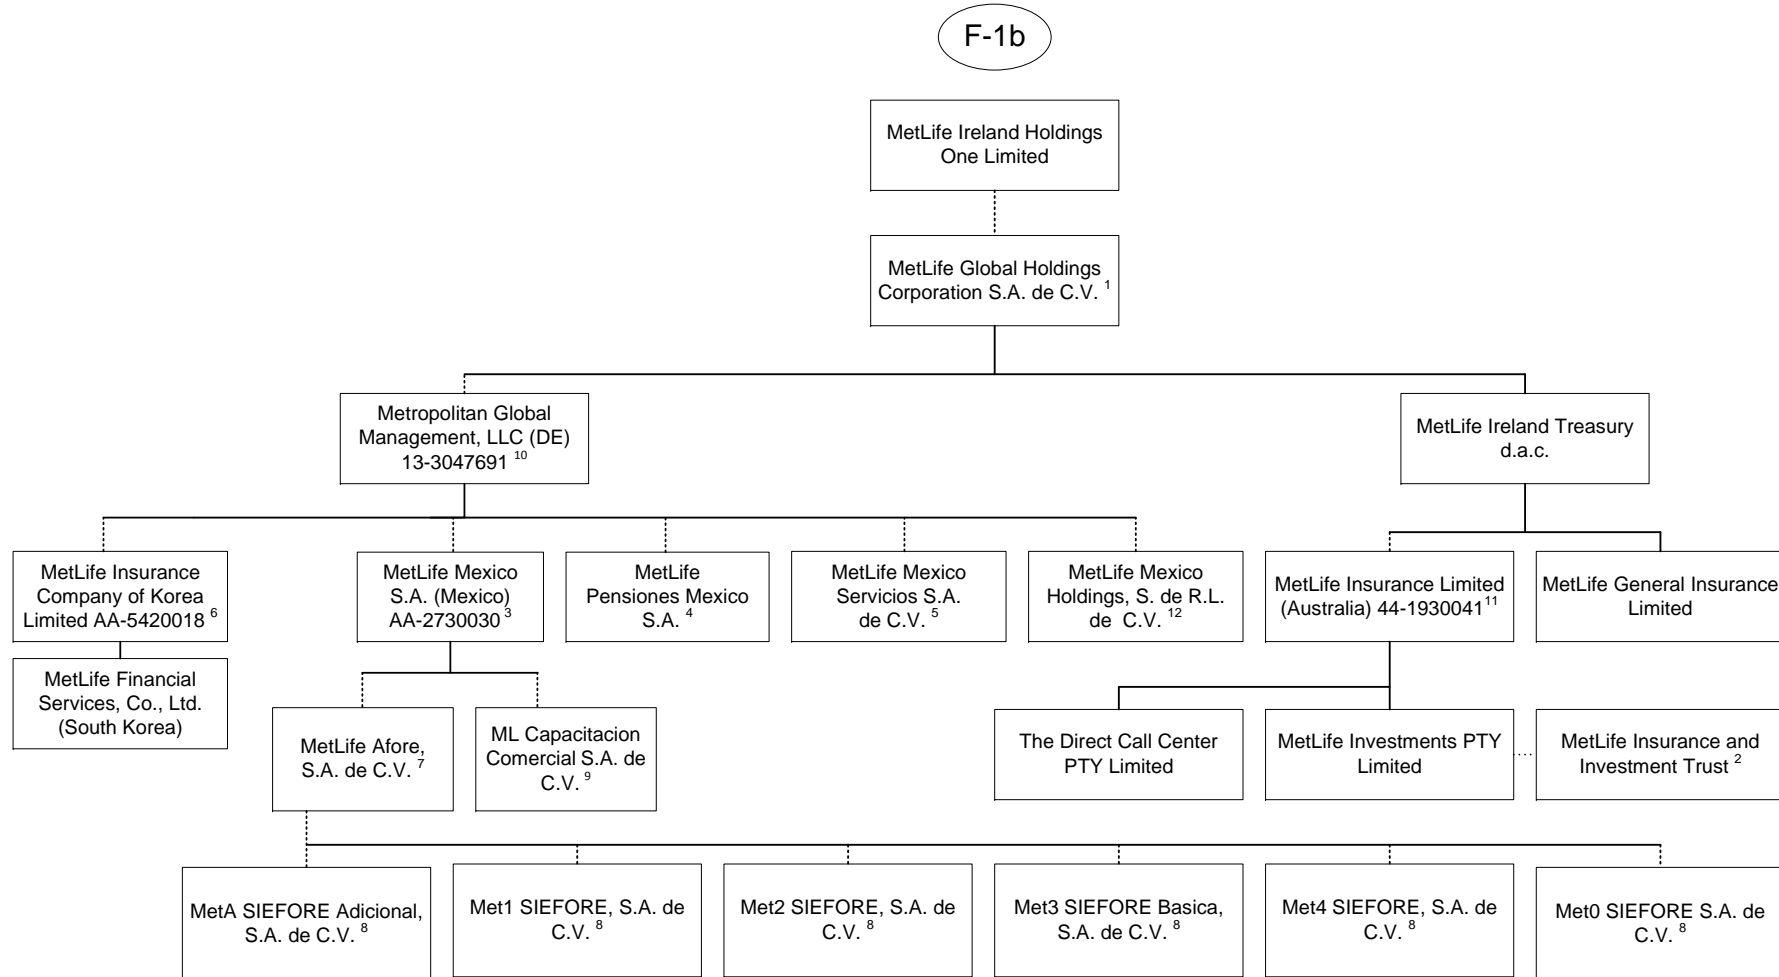 F-1b
MetLife Ireland Holdings
One Limited
MetLife Global Holdings
Corporation S.A. de C.V. 1
Metropolitan Global
Management, LLC (DE)
13-3047691 10
MetLife Ireland Treasury
d.a.c.
MetLife Insurance
Company of Korea
Limited AA-5420018 6
MetLife Mexico
S.A. (Mexico)
AA-2730030 3
MetLife
Pensiones Mexico
S.A. 4
MetLife Mexico
Servicios S.A.
de C.V. 5
MetLife Mexico
Holdings, S. de R.L.
de C.V. 12
MetLife Insurance Limited
(Australia) 44-1930041 11
MetLife General Insurance
Limited
MetLife Financial
Services, Co., Ltd.
(South Korea)
MetLife Afore,
S.A. de C.V. 7
ML Capacitacion
Comercial S.A. de
C.V. 9
The Direct Call Center
PTY Limited
MetLife Investments PTY
Limited
MetLife Insurance and
Investment Trust 2
MetA SIEFORE Adicional,
S.A. de C.V. 8
Met1 SIEFORE, S.A. de
C.V. 8
Met2 SIEFORE, S.A. de
C.V. 8
Met3 SIEFORE Basica,
S.A. de C.V. 8
Met4 SIEFORE, S.A. de
C.V. 8
Met0 SIEFORE S.A. de
C.V. 8